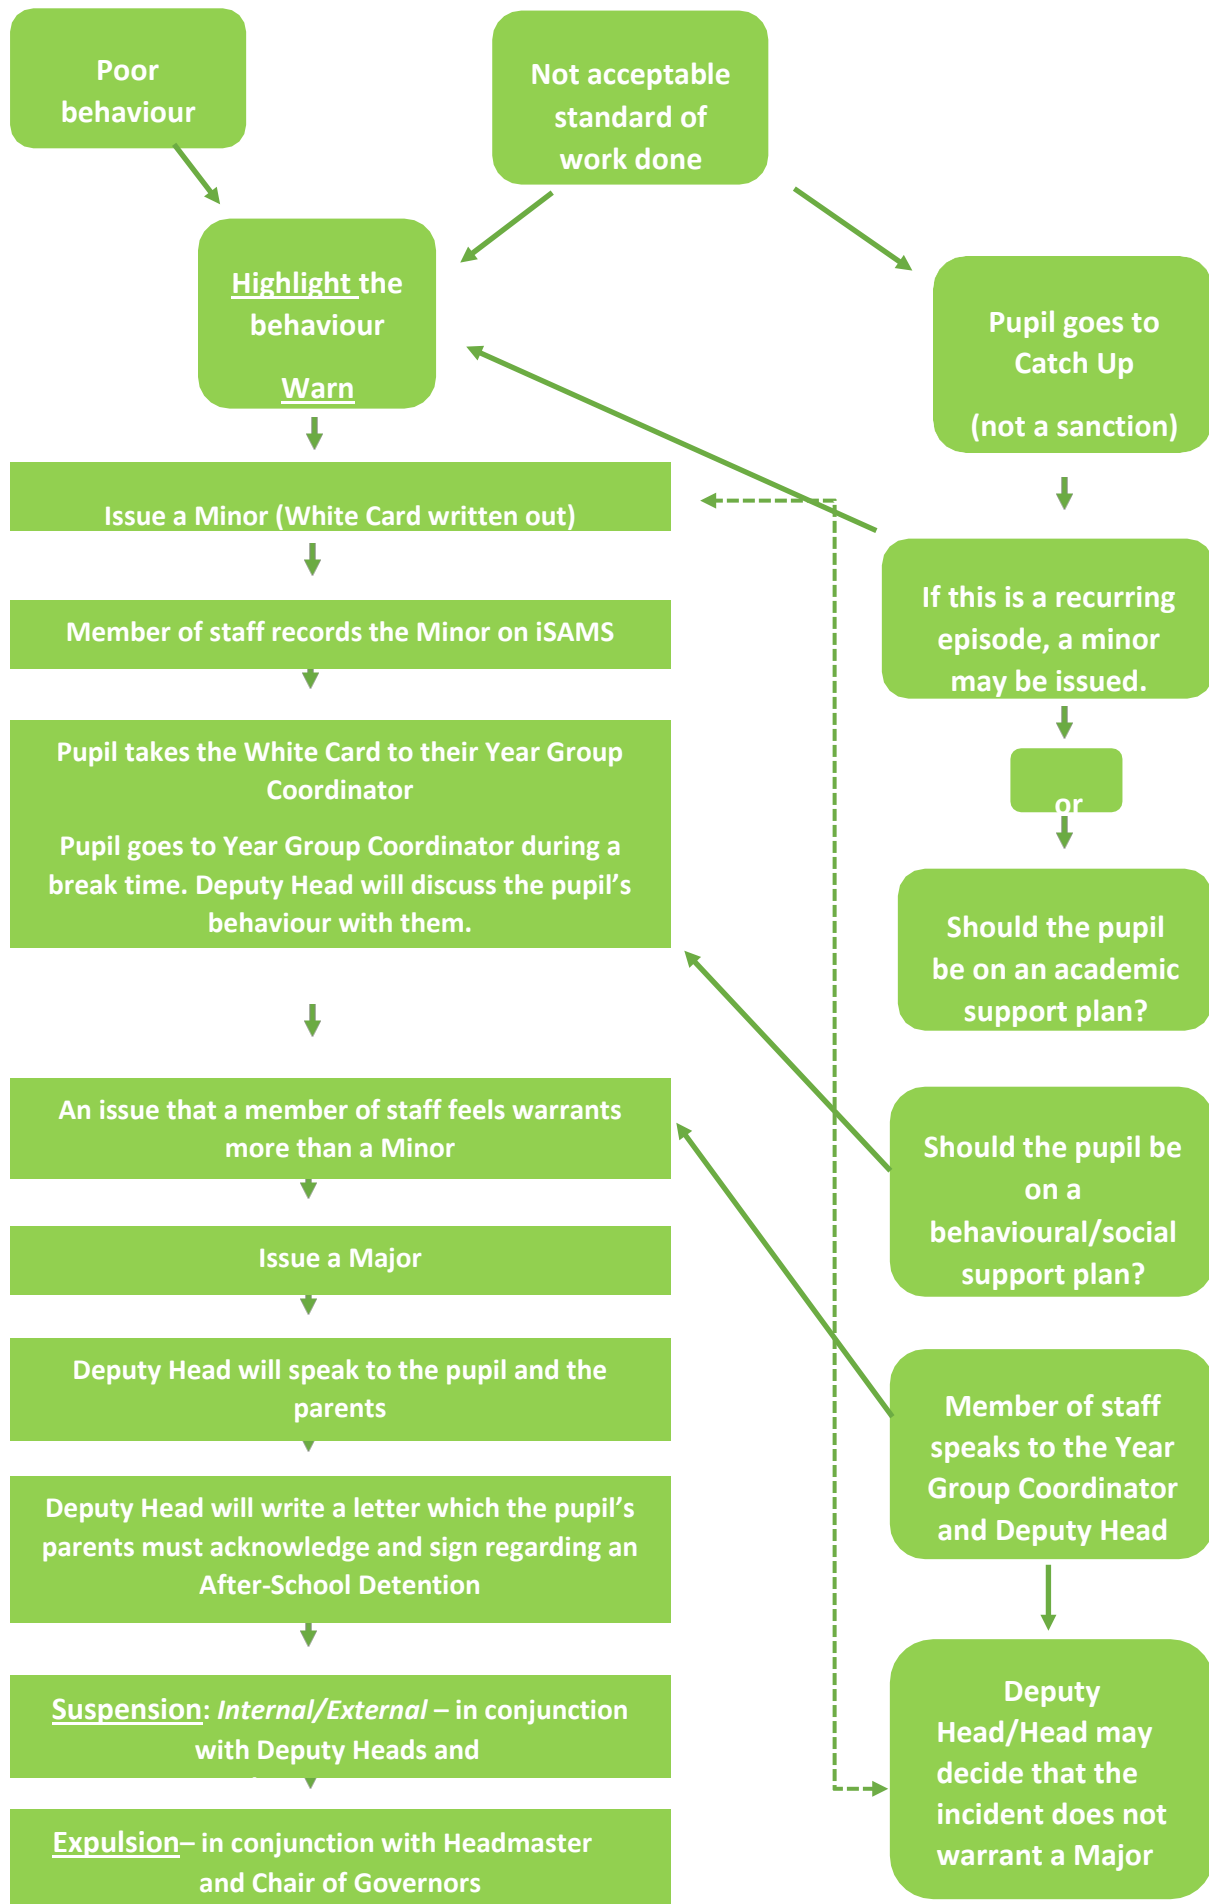 Poor
behaviour
Not acceptable
standard of
work done
Highlight the
behaviour
Warn
Pupil goes to
Catch Up
(not a sanction)
Issue a Minor (White Card written out)
If this is a recurring
episode, a minor
may be issued.
Member of staff records the Minor on iSAMS
or
Pupil takes the White Card to their Year Group
Coordinator
Pupil goes to Year Group Coordinator during a
break time. Deputy Head will discuss the pupil’s
behaviour with them.
Should the pupil
be on an academic
support plan?
An issue that a member of staff feels warrants
more than a Minor
Should the pupil be
on a
behavioural/social
support plan?
Issue a Major
Deputy Head will speak to the pupil and the
parents
Member of staff
speaks to the Year
Group Coordinator
and Deputy Head
Deputy Head will write a letter which the pupil’s
parents must acknowledge and sign regarding an
After-School Detention
Suspension: Internal/External – in conjunction
with Deputy Heads and
Deputy
Head/Head may
decide that the
incident does not
warrant a Major
Expulsion– in conjunction with Headmaster
and Chair of Governors